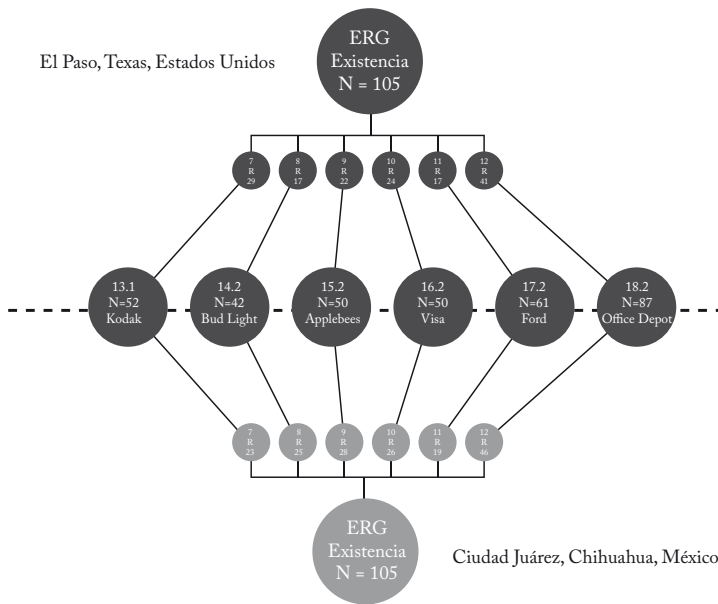 ERG
Existencia
N = 105
El Paso, Texas, Estados Unidos
7
R
29
8
R
17
9
R
22
10
R
24
11
R
17
12
R
41
13.1
N=52
Kodak
14.2
N=42
Bud Light
15.2
N=50
Applebees
16.2
N=50
Visa
17.2
N=61
Ford
18.2
N=87
Office Depot
7
R
23
8
R
25
9
R
28
10
R
26
11
R
19
12
R
46
ERG
Existencia
N = 105
Ciudad Juárez, Chihuahua, México